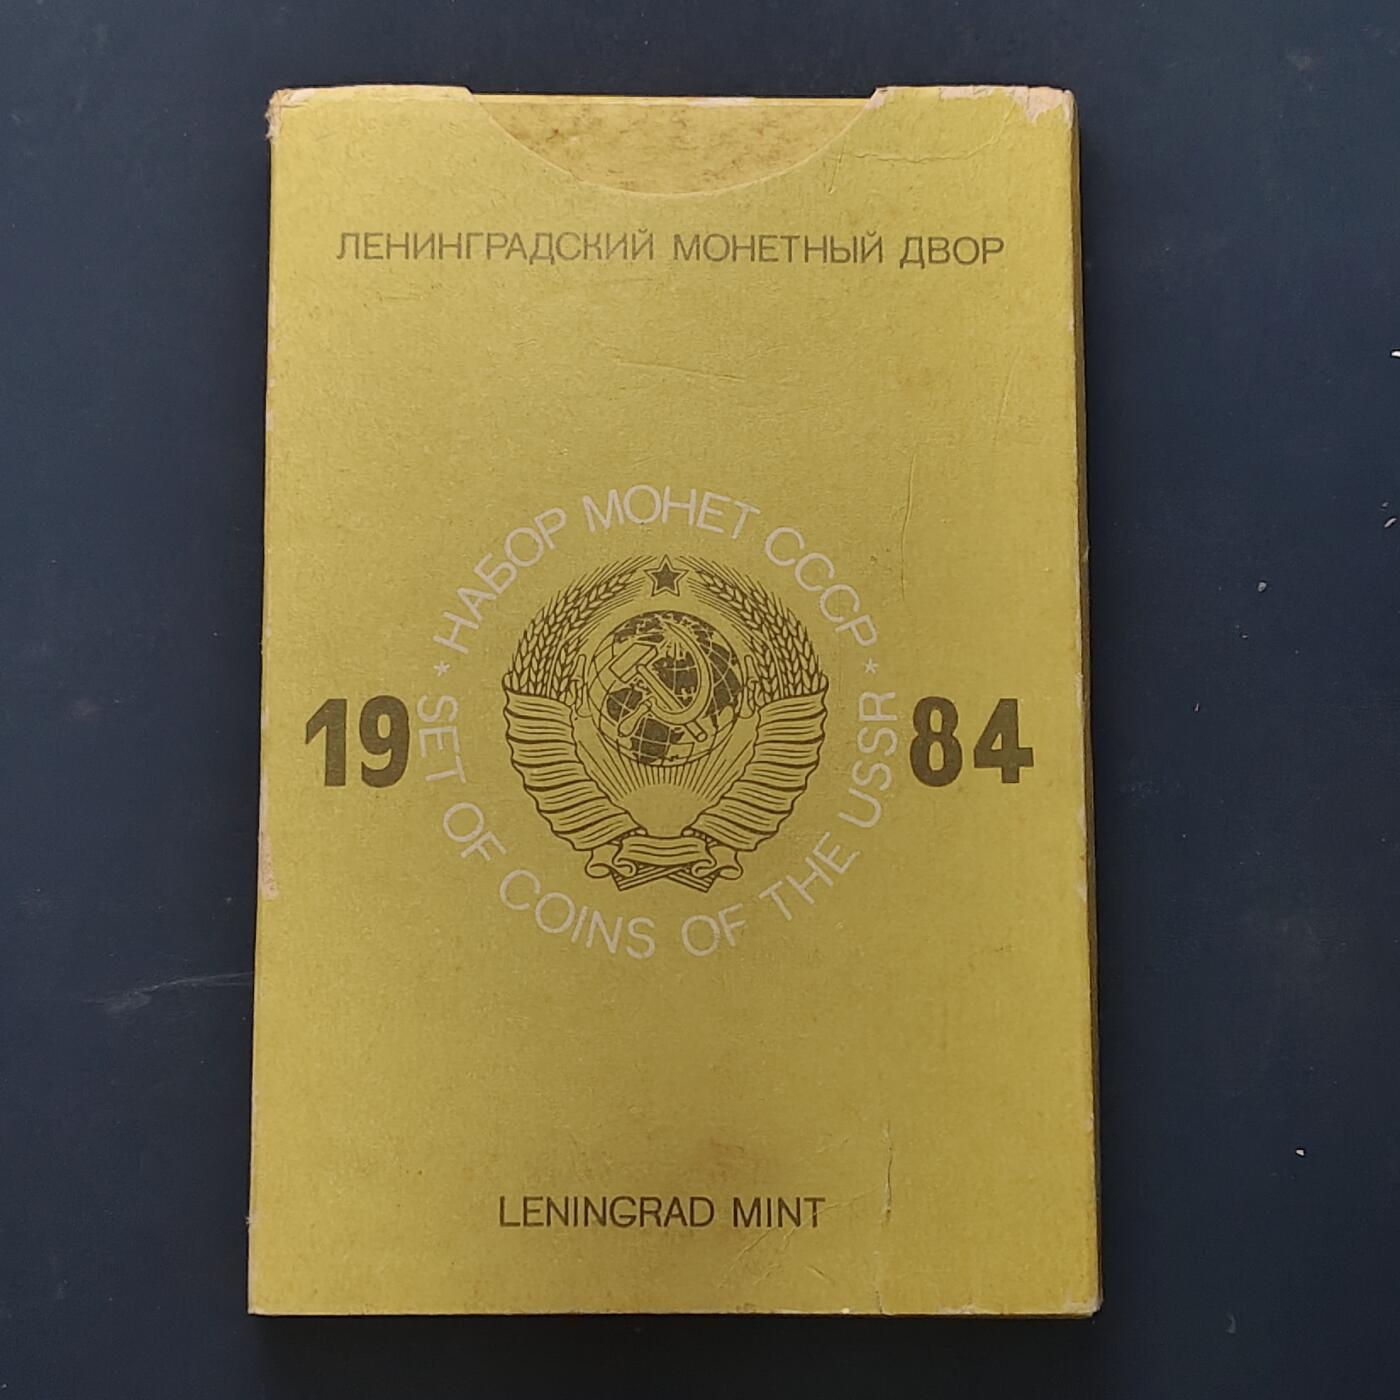 ЛЕНИНГРАДСКИЙ МОНЕТНЫЙ ДВОР
* НАБОР МОНЕТ СССР *
19 84
SET OF COINS OF THE USSR
LENINGRAD MINT